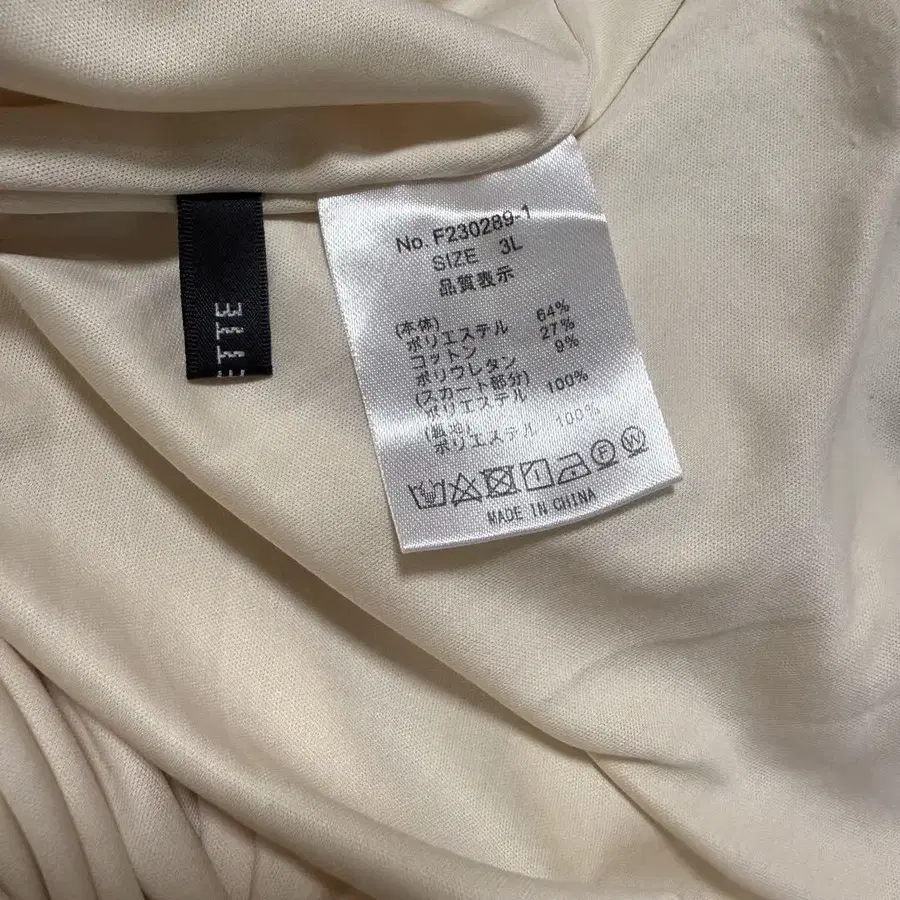 No. F230289-1
SIZE 3L
品質表示
(本体)
ポリエステル 64%
コットン 27%
ポリウレタン 9%
(スカート部分)
ポリエステル 100%
(裏地)
ポリエステル 100%
F W
MADE IN CHINA